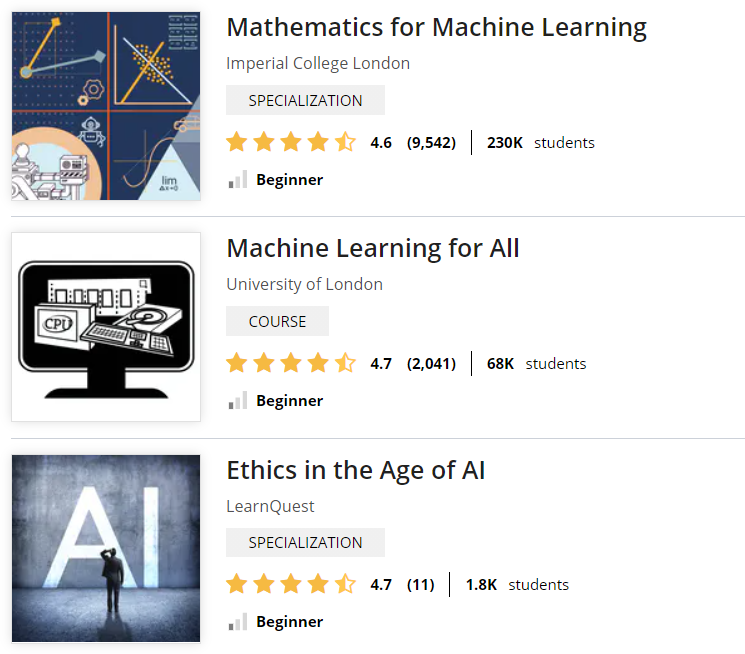 Mathematics for Machine Learning
Imperial College London
SPECIALIZATION
4.6 (9,542) 230K students
Beginner
lim
Δx→0
Machine Learning for All
University of London
COURSE
4.7 (2,041) 68K students
Beginner
CPU
Ethics in the Age of AI
LearnQuest
SPECIALIZATION
4.7 (11) 1.8K students
Beginner
AI